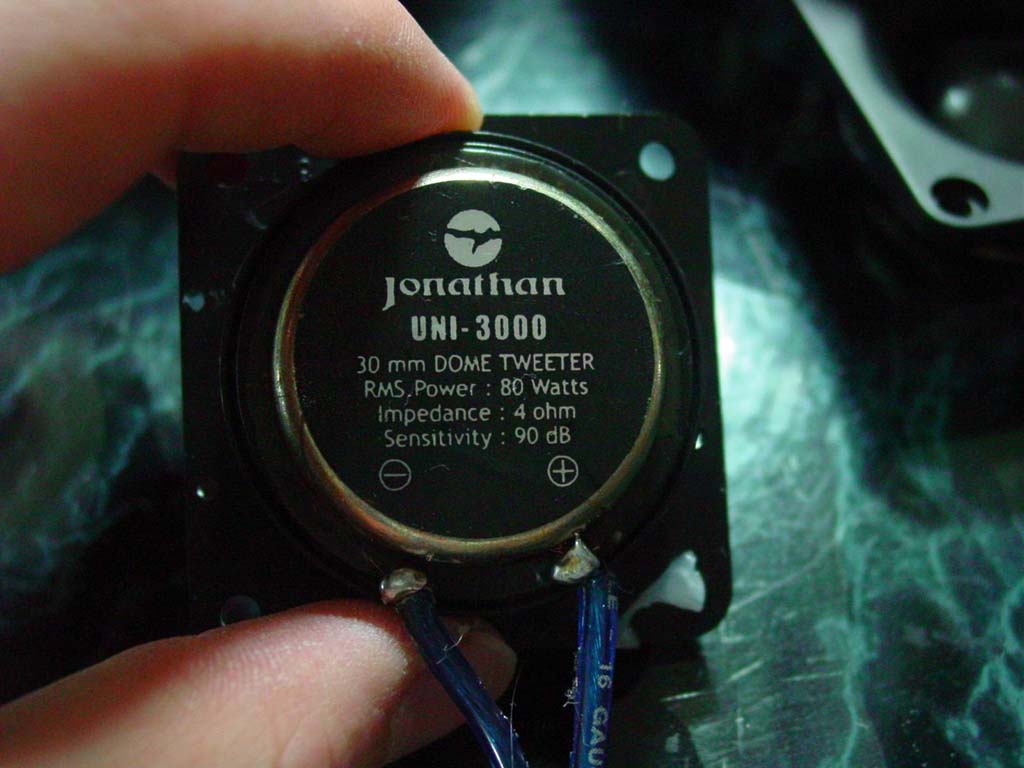 Jonathan
UNI-3000
30 mm DOME TWEETER
RMS Power : 80 Watts
Impedance : 4 ohm
Sensitivity : 90 dB
− +
16 GAU